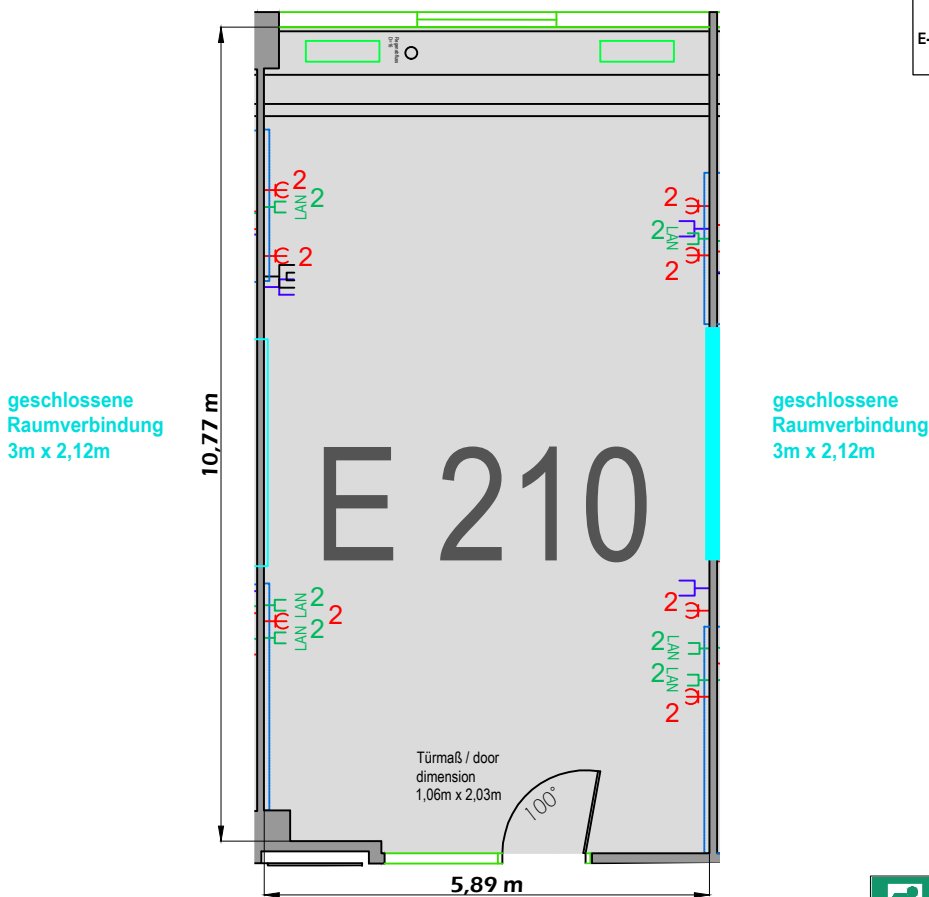 E-
2
LAN 2
2
2
2 LAN
2
geschlossene
Raumverbindung
3m x 2,12m
10,77 m
E 210
geschlossene
Raumverbindung
3m x 2,12m
LAN 2
2
LAN 2
2
2 LAN
2 LAN
2
Türmaß / door
dimension
1,06m x 2,03m
100°
5,89 m